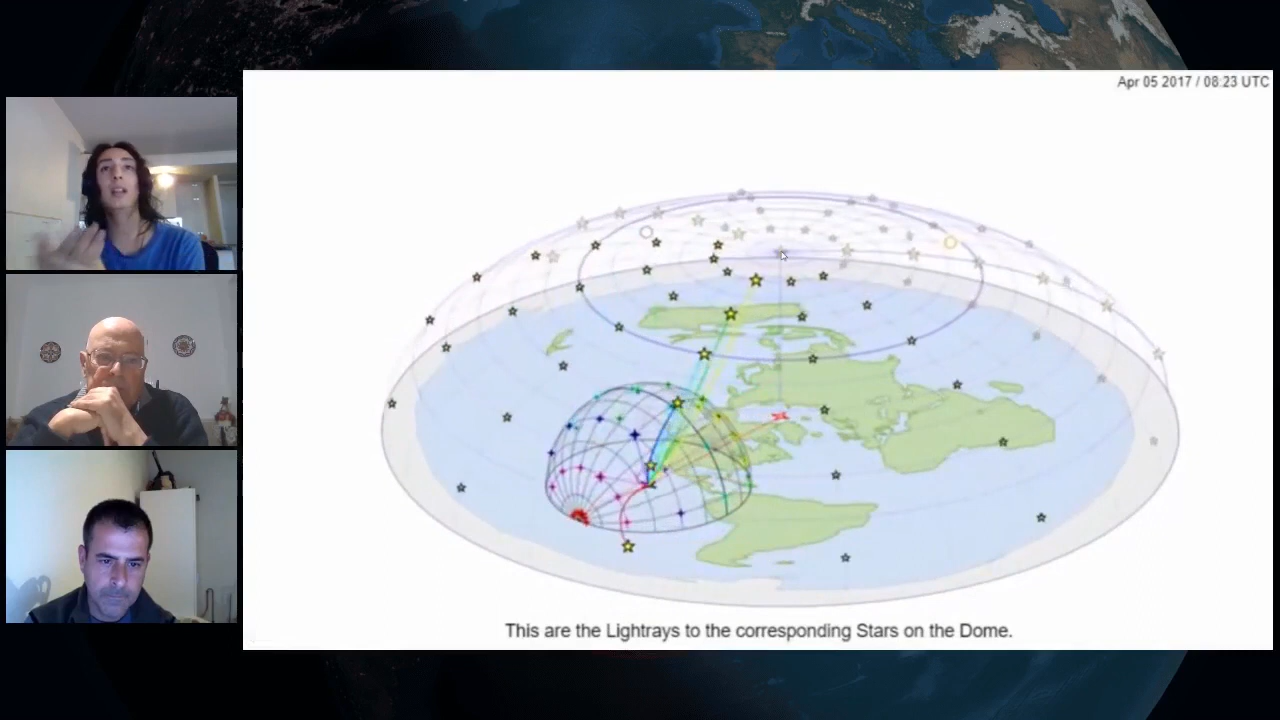 Apr 05 2017 / 08:23 UTC
This are the Lightrays to the corresponding Stars on the Dome.